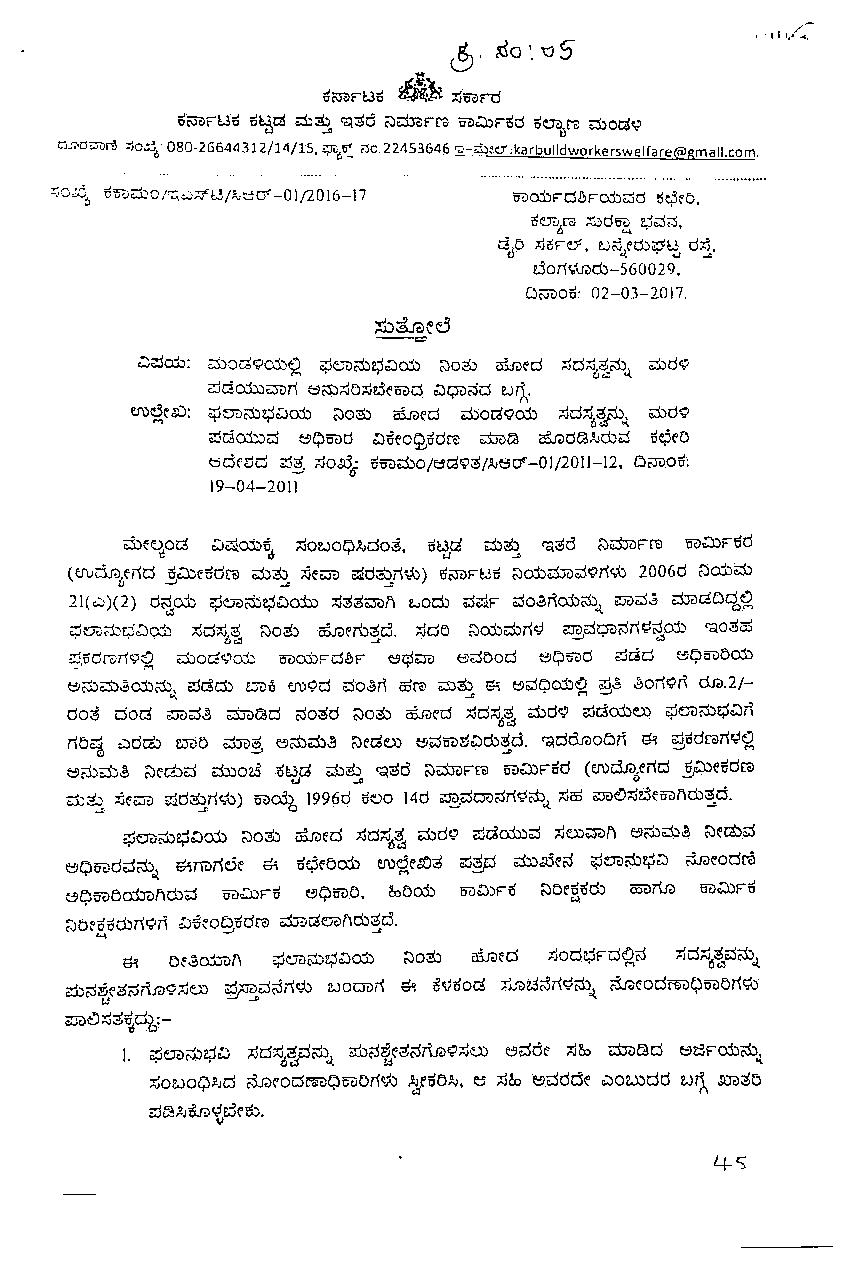 ಕ್ರ. ಸಂ: 05
ಕರ್ನಾಟಕ ಸರ್ಕಾರ
ಕರ್ನಾಟಕ ಕಟ್ಟಡ ಮತ್ತು ಇತರೆ ನಿರ್ಮಾಣ ಕಾರ್ಮಿಕರ ಕಲ್ಯಾಣ ಮಂಡಳಿ
ದೂರವಾಣಿ ಸಂಖ್ಯೆ: 080-26644312/14/15, ಫ್ಯಾಕ್ಸ್ ನಂ.22453646 ಇ-ಮೇಲ್:karbuildworkerswelfare@gmail.com.
ಸಂಖ್ಯೆ ಕಕಾಮಂ/ಇಎಸ್‌ಟಿ/ಸಿಆರ್-01/2016-17
ಕಾರ್ಯದರ್ಶಿಯವರ ಕಛೇರಿ,
ಕಲ್ಯಾಣ ಸುರಕ್ಷಾ ಭವನ,
ಡೈರಿ ಸರ್ಕಲ್, ಬನ್ನೇರುಘಟ್ಟ ರಸ್ತೆ,
ಬೆಂಗಳೂರು-560029,
ದಿನಾಂಕ: 02-03-2017.
ಸುತ್ತೋಲೆ
ವಿಷಯ: ಮಂಡಳಿಯಲ್ಲಿ ಫಲಾನುಭವಿಯ ನಿಂತು ಹೋದ ಸದಸ್ಯತ್ವನ್ನು ಮರಳಿ
ಪಡೆಯುವಾಗ ಅನುಸರಿಸಬೇಕಾದ ವಿಧಾನದ ಬಗ್ಗೆ.
ಉಲ್ಲೇಖ: ಫಲಾನುಭವಿಯ ನಿಂತು ಹೋದ ಮಂಡಳಿಯ ಸದಸ್ಯತ್ವನ್ನು ಮರಳಿ
ಪಡೆಯುವ ಅಧಿಕಾರ ವಿಕೇಂಧ್ರಿಕರಣ ಮಾಡಿ ಹೊರಡಿಸಿರುವ ಕಛೇರಿ
ಆದೇಶದ ಪತ್ರ ಸಂಖ್ಯೆ: ಕಕಾಮಂ/ಆಡಳಿತ/ಸಿಆರ್-01/2011-12, ದಿನಾಂಕ:
19-04-2011
ಮೇಲ್ಕಂಡ ವಿಷಯಕ್ಕೆ ಸಂಬಂಧಿಸಿದಂತೆ, ಕಟ್ಟಡ ಮತ್ತು ಇತರೆ ನಿರ್ಮಾಣ ಕಾರ್ಮಿಕರ
(ಉದ್ಯೋಗದ ಕ್ರಮೀಕರಣ ಮತ್ತು ಸೇವಾ ಷರತ್ತುಗಳು) ಕರ್ನಾಟಕ ನಿಯಮಾವಳಿಗಳು 2006ರ ನಿಯಮ
21(ಎ)(2) ರನ್ವಯ ಫಲಾನುಭವಿಯು ಸತತವಾಗಿ ಒಂದು ವರ್ಷ ವಂತಿಗೆಯನ್ನು ಪಾವತಿ ಮಾಡದಿದ್ದಲ್ಲಿ
ಫಲಾನುಭವಿಯ ಸದಸ್ಯತ್ವ ನಿಂತು ಹೋಗುತ್ತದೆ. ಸದರಿ ನಿಯಮಗಳ ಪ್ರಾವಧಾನಗಳನ್ವಯ ಇಂತಹ
ಪ್ರಕರಣಗಳಲ್ಲಿ ಮಂಡಳಿಯ ಕಾರ್ಯದರ್ಶಿ ಅಥವಾ ಅವರಿಂದ ಅಧಿಕಾರ ಪಡೆದ ಅಧಿಕಾರಿಯ
ಅನುಮತಿಯನ್ನು ಪಡೆದು ಬಾಕಿ ಉಳಿದ ವಂತಿಗೆ ಹಣ ಮತ್ತು ಈ ಅವಧಿಯಲ್ಲಿ ಪ್ರತಿ ತಿಂಗಳಿಗೆ ರೂ.2/-
ರಂತೆ ದಂಡ ಪಾವತಿ ಮಾಡಿದ ನಂತರ ನಿಂತು ಹೋದ ಸದಸ್ಯತ್ವ ಮರಳಿ ಪಡೆಯಲು ಫಲಾನುಭವಿಗೆ
ಗರಿಷ್ಠ ಎರಡು ಬಾರಿ ಮಾತ್ರ ಅನುಮತಿ ನೀಡಲು ಅವಕಾಶವಿರುತ್ತದೆ. ಇದರೊಂದಿಗೆ ಈ ಪ್ರಕರಣಗಳಲ್ಲಿ
ಅನುಮತಿ ನೀಡುವ ಮುಂಚೆ ಕಟ್ಟಡ ಮತ್ತು ಇತರೆ ನಿರ್ಮಾಣ ಕಾರ್ಮಿಕರ (ಉದ್ಯೋಗದ ಕ್ರಮೀಕರಣ
ಮತ್ತು ಸೇವಾ ಷರತ್ತುಗಳು) ಕಾಯ್ದೆ 1996ರ ಕಲಂ 14ರ ಪ್ರಾವದಾನಗಳನ್ನು ಸಹ ಪಾಲಿಸಬೇಕಾಗಿರುತ್ತದೆ.
ಫಲಾನುಭವಿಯ ನಿಂತು ಹೋದ ಸದಸ್ಯತ್ವ ಮರಳಿ ಪಡೆಯುವ ಸಲುವಾಗಿ ಅನುಮತಿ ನೀಡುವ
ಅಧಿಕಾರವನ್ನು ಈಗಾಗಲೇ ಈ ಕಛೇರಿಯ ಉಲ್ಲೇಖಿತ ಪತ್ರದ ಮುಖೇನ ಫಲಾನುಭವಿ ನೋಂದಣಿ
ಅಧಿಕಾರಿಯಾಗಿರುವ ಕಾರ್ಮಿಕ ಅಧಿಕಾರಿ, ಹಿರಿಯ ಕಾರ್ಮಿಕ ನಿರೀಕ್ಷಕರು ಹಾಗೂ ಕಾರ್ಮಿಕ
ನಿರೀಕ್ಷಕರುಗಳಿಗೆ ವಿಕೇಂದ್ರಿಕರಣ ಮಾಡಲಾಗಿರುತ್ತದೆ.
ಈ ರೀತಿಯಾಗಿ ಫಲಾನುಭವಿಯ ನಿಂತು ಹೋದ ಸಂದರ್ಭದಲ್ಲಿನ ಸದಸ್ಯತ್ವವನ್ನು
ಪುನಶ್ಚೇತನಗೊಳಿಸಲು ಪ್ರಸ್ತಾವನೆಗಳು ಬಂದಾಗ ಈ ಕೆಳಕಂಡ ಸೂಚನೆಗಳನ್ನು ನೋಂದಣಾಧಿಕಾರಿಗಳು
ಪಾಲಿಸತಕ್ಕದ್ದು:-
1. ಫಲಾನುಭವಿ ಸದಸ್ಯತ್ವವನ್ನು ಪುನಶ್ಚೇತನಗೊಳಿಸಲು ಅವರೇ ಸಹಿ ಮಾಡಿದ ಅರ್ಜಿಯನ್ನು
ಸಂಬಂಧಿಸಿದ ನೋಂದಣಾಧಿಕಾರಿಗಳು ಸ್ವೀಕರಿಸಿ, ಆ ಸಹಿ ಅವರದೇ ಎಂಬುದರ ಬಗ್ಗೆ ಖಾತರಿ
ಪಡಿಸಿಕೊಳ್ಳಬೇಕು.
45